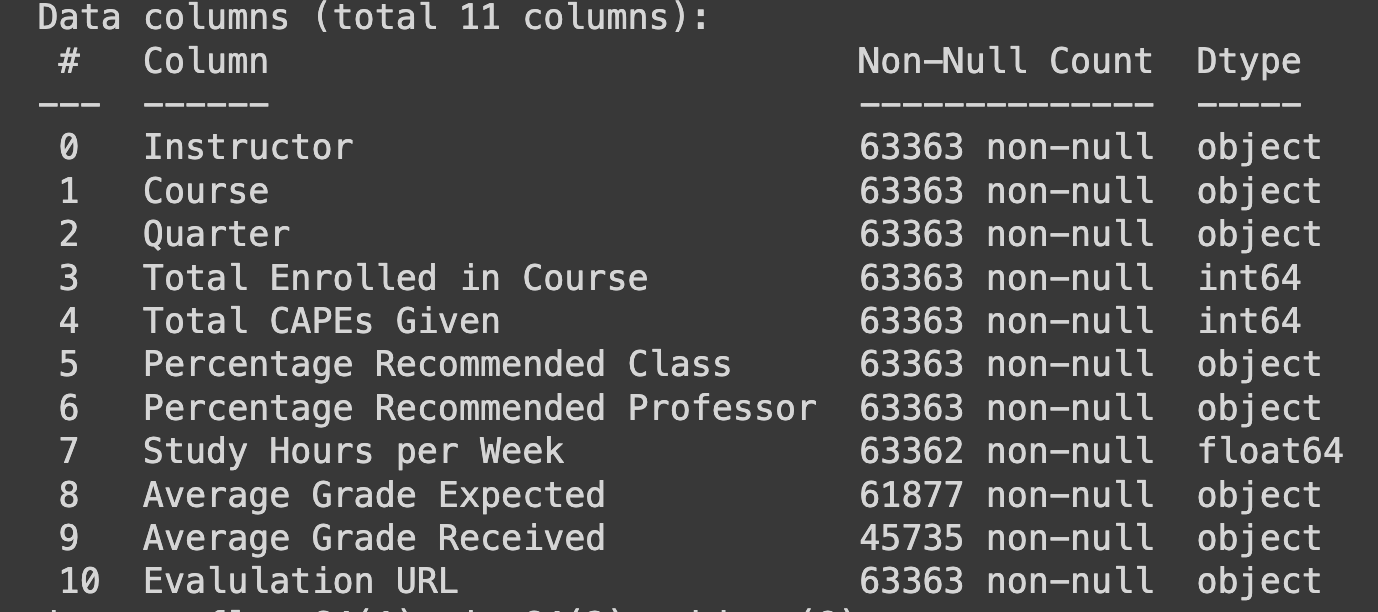 Data columns (total 11 columns):
 #   Column                            Non-Null Count  Dtype
---  ------                            --------------  -----
 0   Instructor                        63363 non-null  object
 1   Course                            63363 non-null  object
 2   Quarter                           63363 non-null  object
 3   Total Enrolled in Course          63363 non-null  int64
 4   Total CAPEs Given                 63363 non-null  int64
 5   Percentage Recommended Class      63363 non-null  object
 6   Percentage Recommended Professor  63363 non-null  object
 7   Study Hours per Week              63362 non-null  float64
 8   Average Grade Expected            61877 non-null  object
 9   Average Grade Received            45735 non-null  object
 10  Evalulation URL                   63363 non-null  object